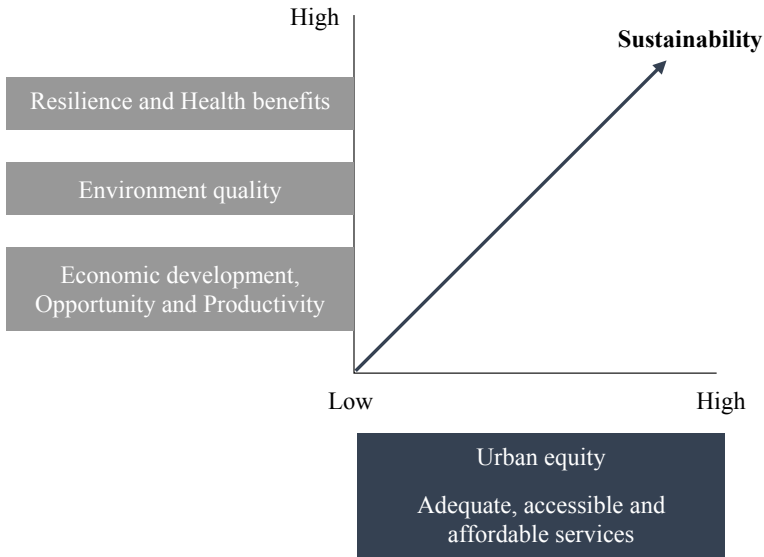 High
Sustainability
Resilience and Health benefits
Environment quality
Economic development,
Opportunity and Productivity
Low
High
Urban equity
Adequate, accessible and
affordable services